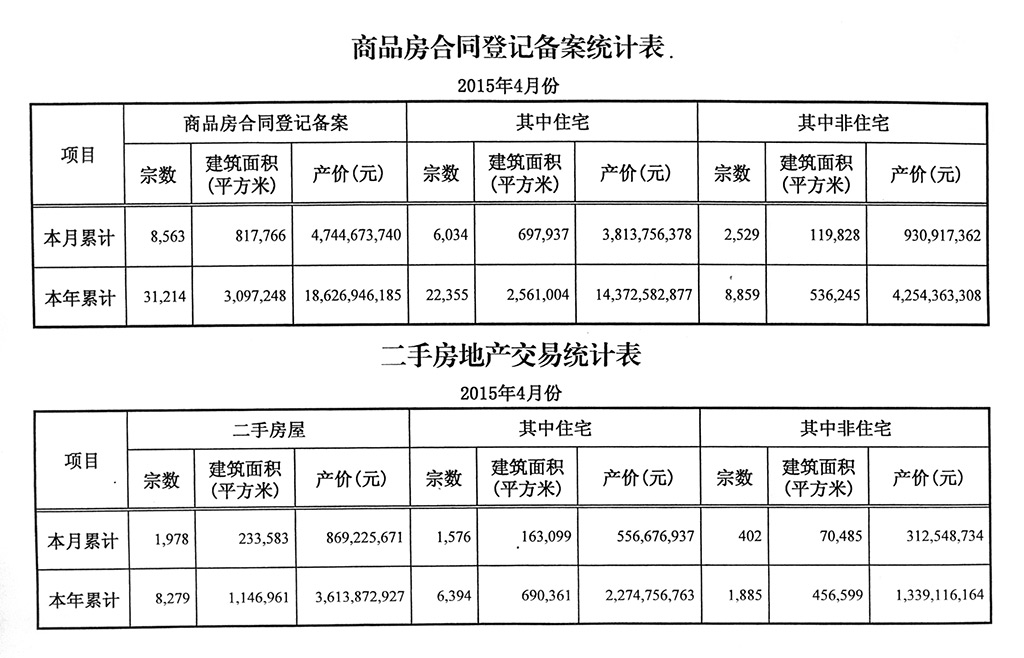 商品房合同登记备案统计表
2015年4月份
项目 商品房合同登记备案 其中住宅 其中非住宅
宗数 建筑面积(平方米) 产价(元) 宗数 建筑面积(平方米) 产价(元) 宗数 建筑面积(平方米) 产价(元)
本月累计 8,563 817,766 4,744,673,740 6,034 697,937 3,813,756,378 2,529 119,828 930,917,362
本年累计 31,214 3,097,248 18,626,946,185 22,355 2,561,004 14,372,582,877 8,859 536,245 4,254,363,308
二手房地产交易统计表
2015年4月份
项目 二手房屋 其中住宅 其中非住宅
宗数 建筑面积(平方米) 产价(元) 宗数 建筑面积(平方米) 产价(元) 宗数 建筑面积(平方米) 产价(元)
本月累计 1,978 233,583 869,225,671 1,576 163,099 556,676,937 402 70,485 312,548,734
本年累计 8,279 1,146,961 3,613,872,927 6,394 690,361 2,274,756,763 1,885 456,599 1,339,116,164